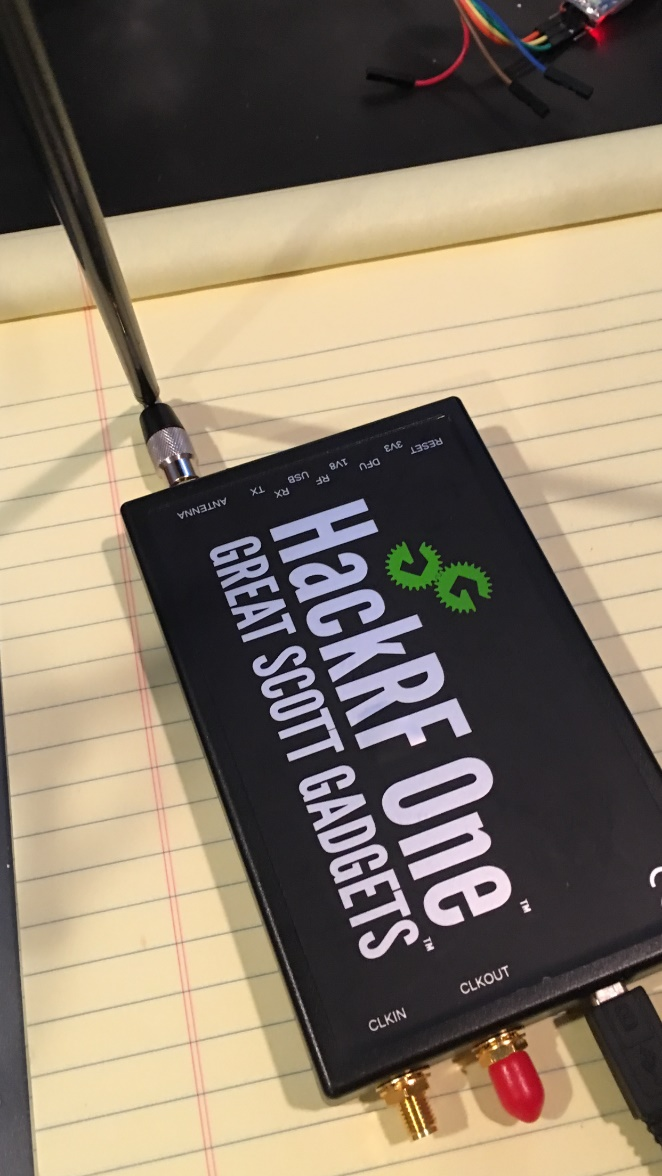 HackRF One™
GREAT SCOTT GADGETS™
RESET
3V3
DFU
1V8
RF
USB
RX
TX
ANTENNA
CLKIN
CLKOUT